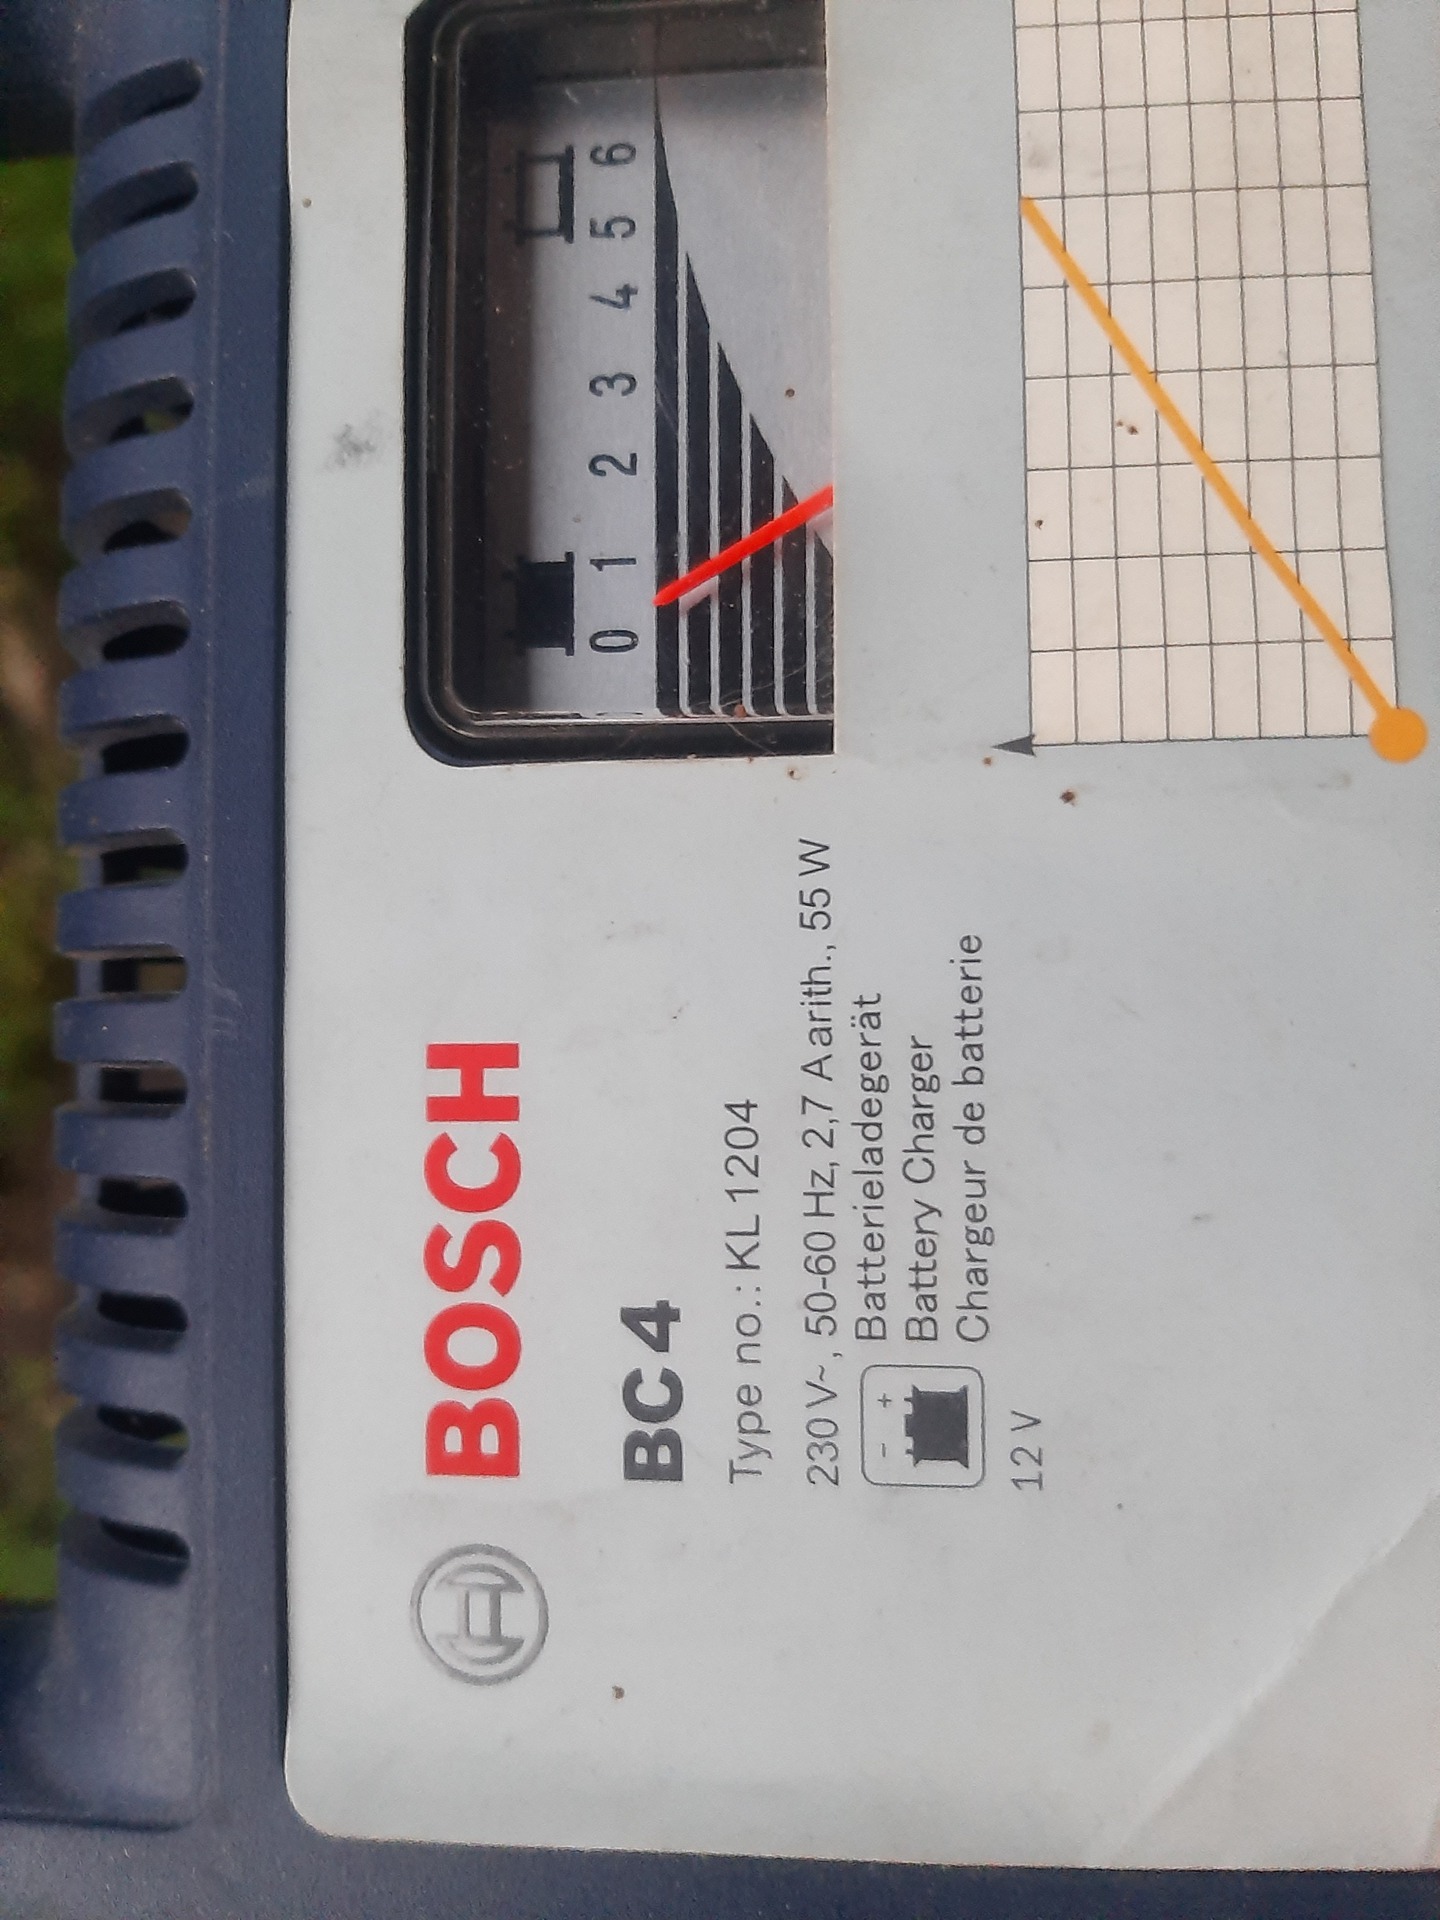 BOSCH
BC 4
Type no.: KL 1204
230 V~, 50-60 Hz, 2,7 A arith., 55 W
- +
Batterieladegerät
Battery Charger
Chargeur de batterie
12 V
0 1 2 3 4 5 6